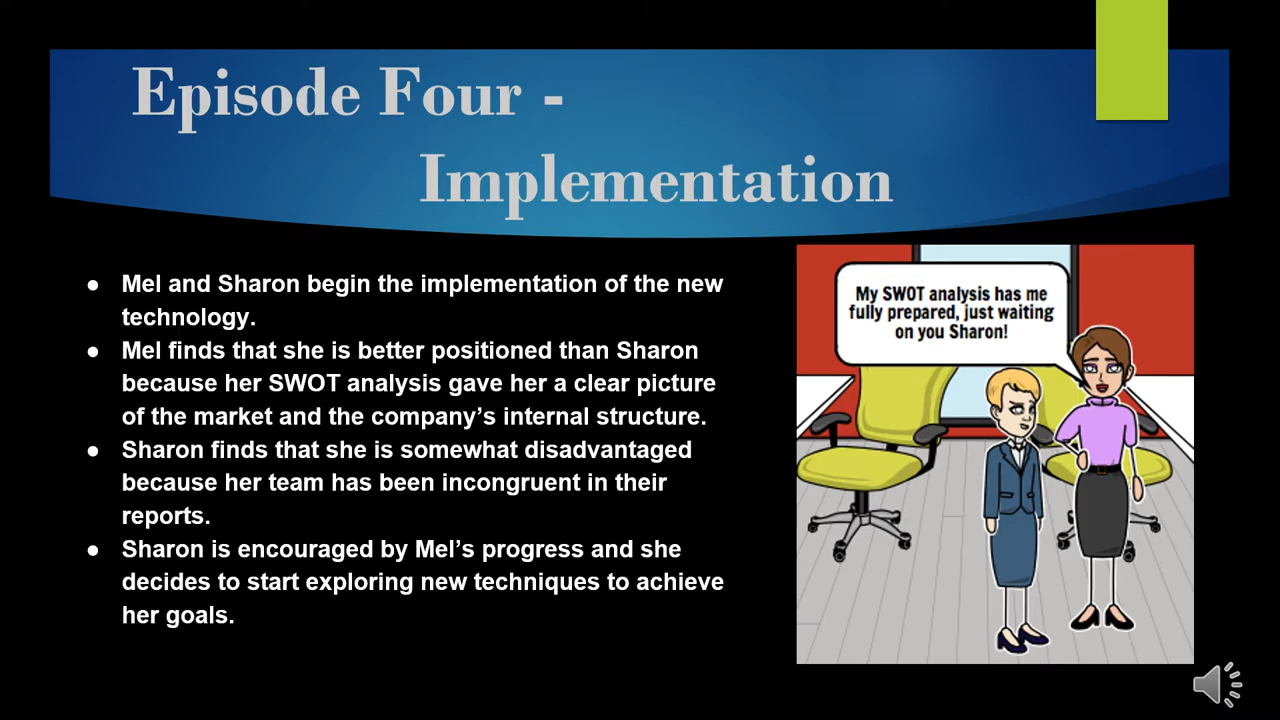 Episode Four -
Implementation
● Mel and Sharon begin the implementation of the new
technology.
● Mel finds that she is better positioned than Sharon
because her SWOT analysis gave her a clear picture
of the market and the company’s internal structure.
● Sharon finds that she is somewhat disadvantaged
because her team has been incongruent in their
reports.
● Sharon is encouraged by Mel’s progress and she
decides to start exploring new techniques to achieve
her goals.
My SWOT analysis has me
fully prepared, just waiting
on you Sharon!